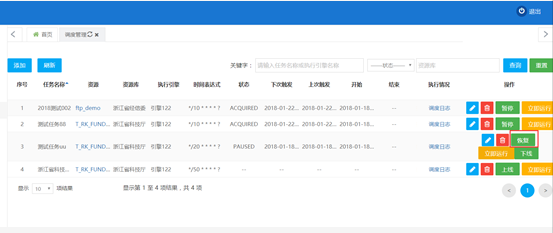 退出
首页 调度管理
添加 刷新 关键字： 请输入任务名称或执行引擎名称 ------状态------ 资源库 查询 重置
序号 任务名称 资源 资源库 执行引擎 时间表达式 状态 下次触发 上次触发 开始 结束 执行情况 操作
1 2018测试002 ftp_demo 浙江省经信委 引擎122 */10 * * * * ? ACQUIRED 2018-01-22... 2018-01-22... 2018-01-18... -- 调度日志 暂停 立即运行
2 测试任务88 T_RK_FUND... 浙江省科技厅 引擎122 */10 * * * * ? ACQUIRED 2018-01-22... 2018-01-22... 2018-01-18... -- 调度日志 暂停 立即运行
3 测试任务uu T_RK_FUND... 浙江省科技厅 引擎122 */20 * * * * ? PAUSED 2018-01-18... 2018-01-18... 2018-01-18... -- 调度日志 恢复
立即运行 下线
4 浙江省科技... T_RK_FUND... 浙江省科技厅 引擎122 */50 * * * * ? -- -- -- -- -- 调度日志 上线 立即运行
显示 10 项结果 显示第 1 至 4 项结果，共 4 项 < 1 >